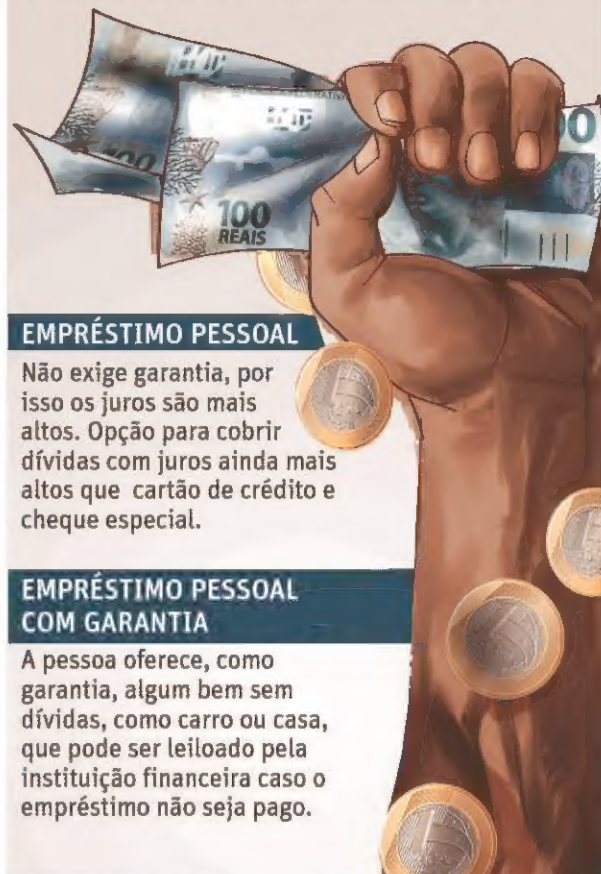 100
100
REAIS
EMPRÉSTIMO PESSOAL
Não exige garantia, por
isso os juros são mais
altos. Opção para cobrir
dívidas com juros ainda mais
altos que cartão de crédito e
cheque especial.
EMPRÉSTIMO PESSOAL
COM GARANTIA
A pessoa oferece, como
garantia, algum bem sem
dívidas, como carro ou casa,
que pode ser leiloado pela
instituição financeira caso o
empréstimo não seja pago.